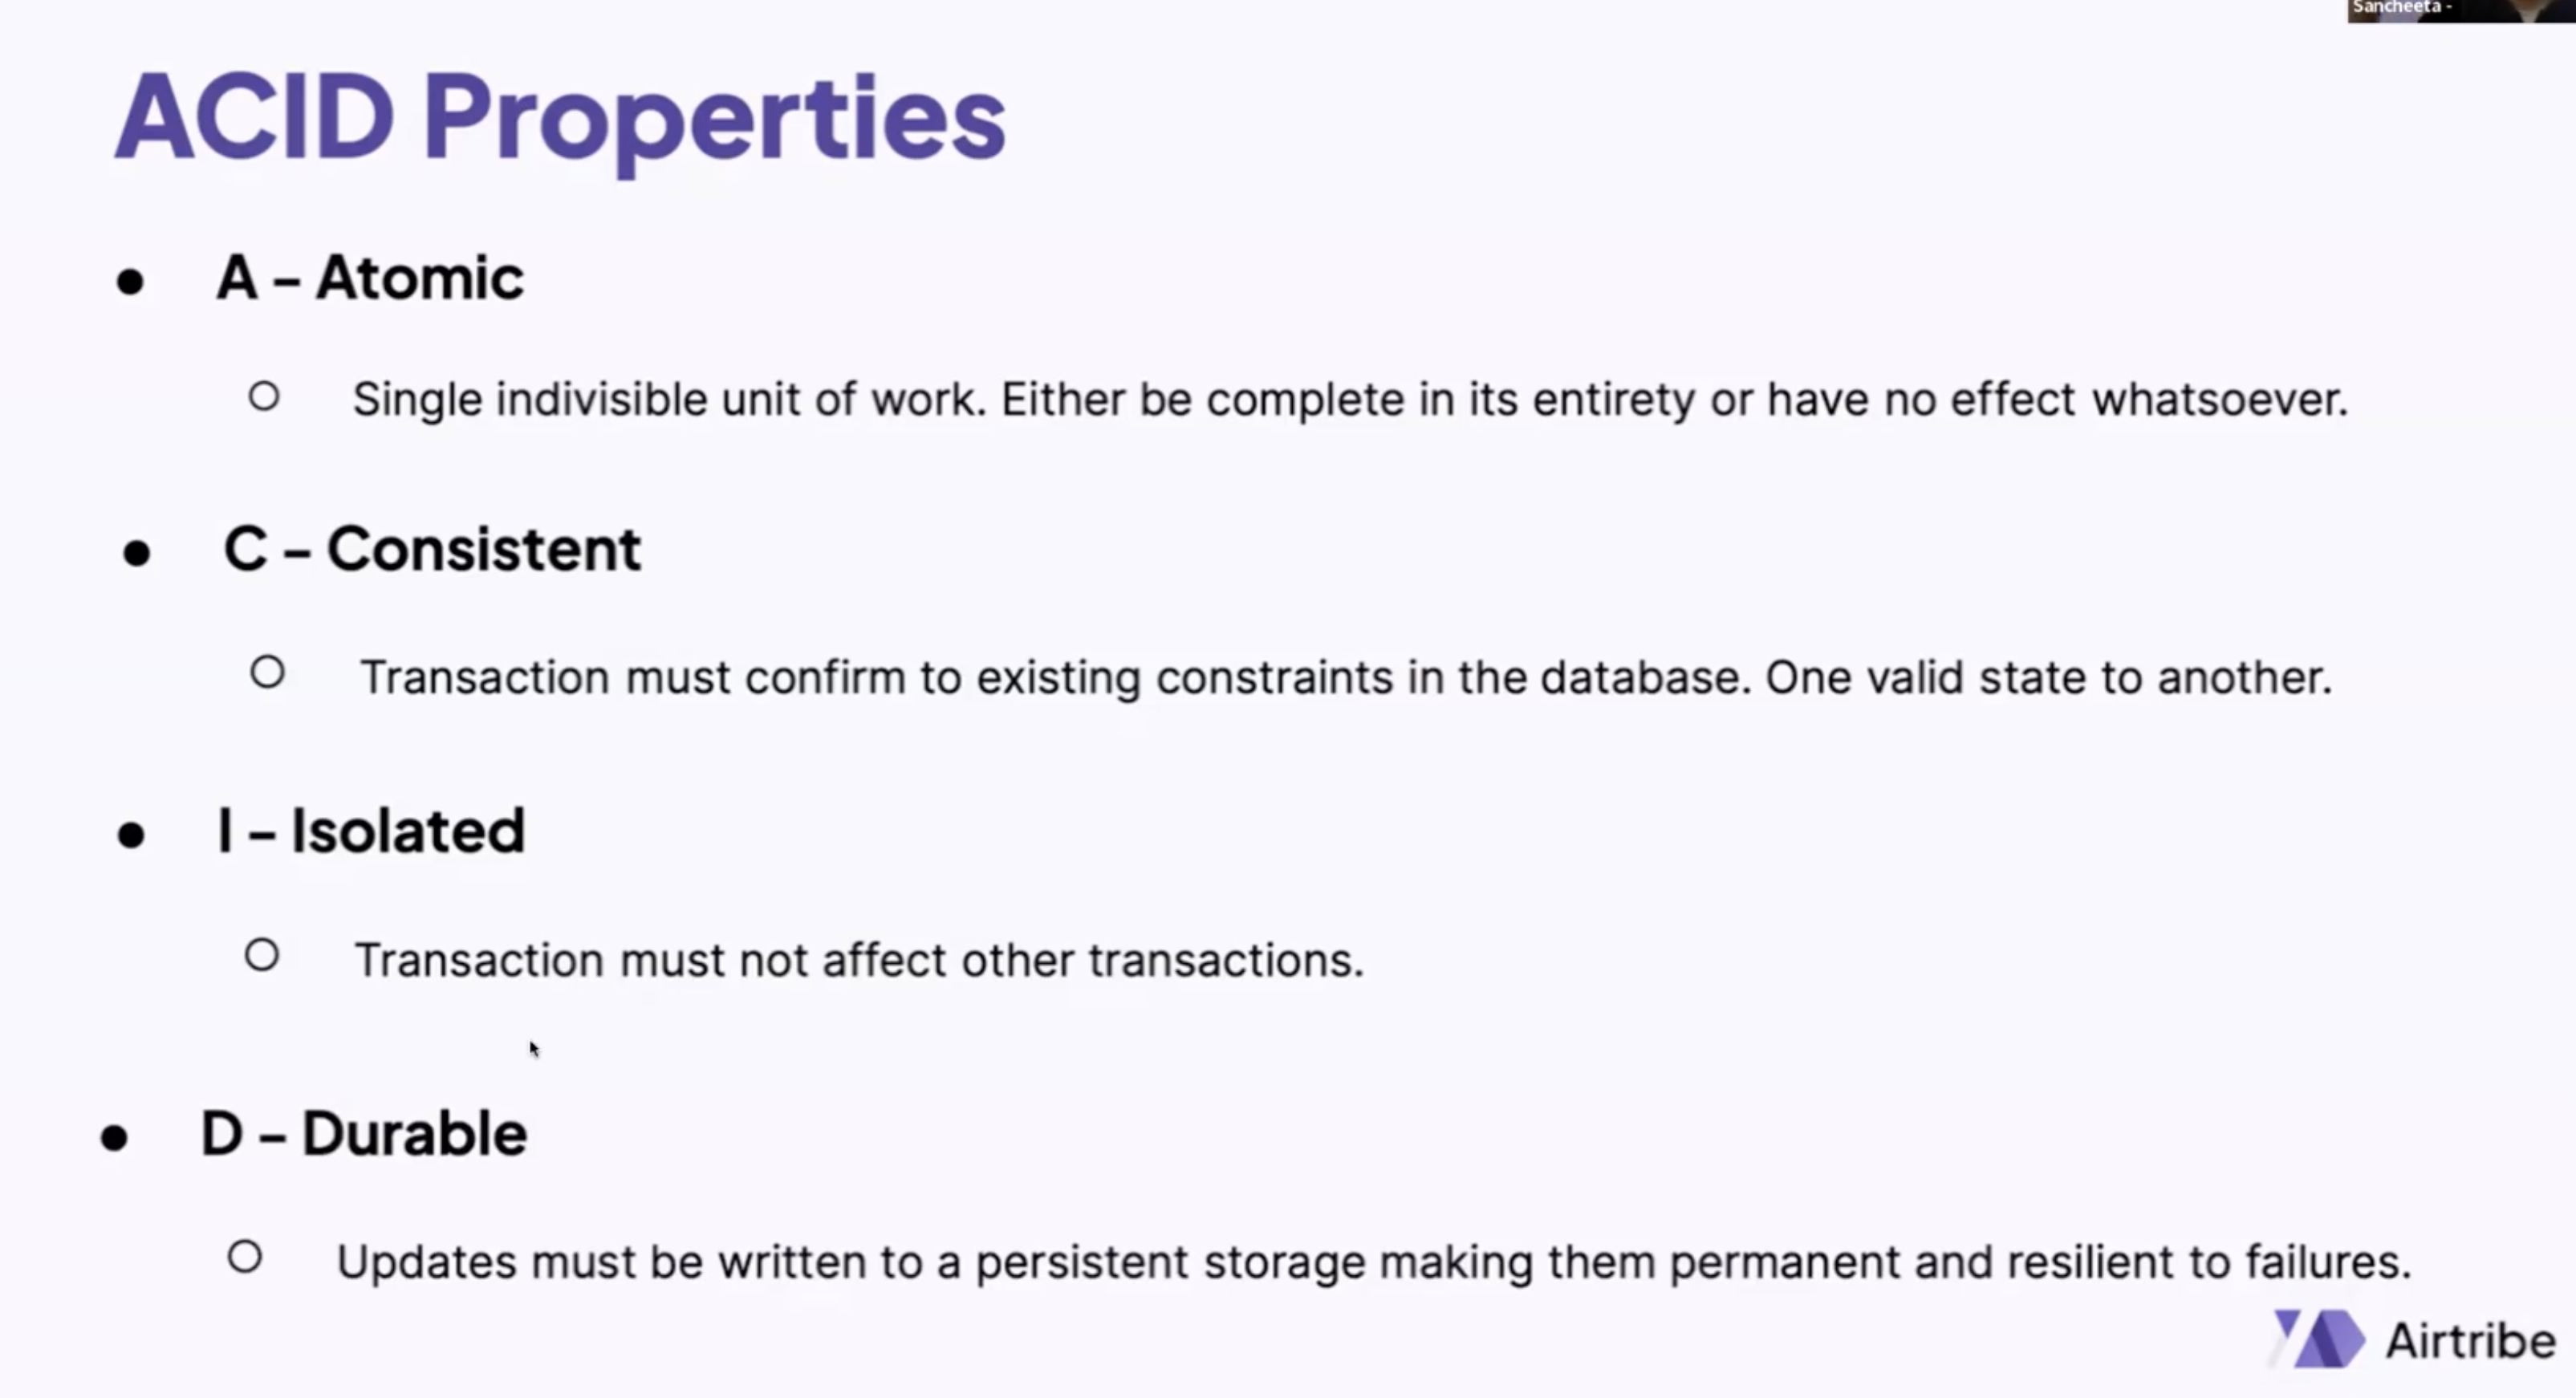 Sancheeta -
ACID Properties
● A – Atomic
○ Single indivisible unit of work. Either be complete in its entirety or have no effect whatsoever.
● C – Consistent
○ Transaction must confirm to existing constraints in the database. One valid state to another.
● I – Isolated
○ Transaction must not affect other transactions.
● D – Durable
○ Updates must be written to a persistent storage making them permanent and resilient to failures.
Airtribe